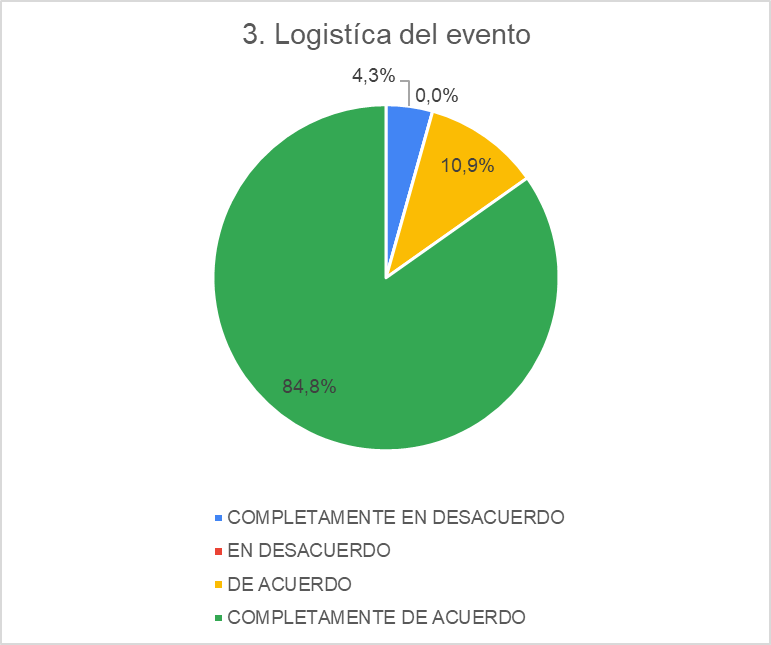 3. Logistíca del evento
4,3%
0,0%
10,9%
84,8%
COMPLETAMENTE EN DESACUERDO
EN DESACUERDO
DE ACUERDO
COMPLETAMENTE DE ACUERDO